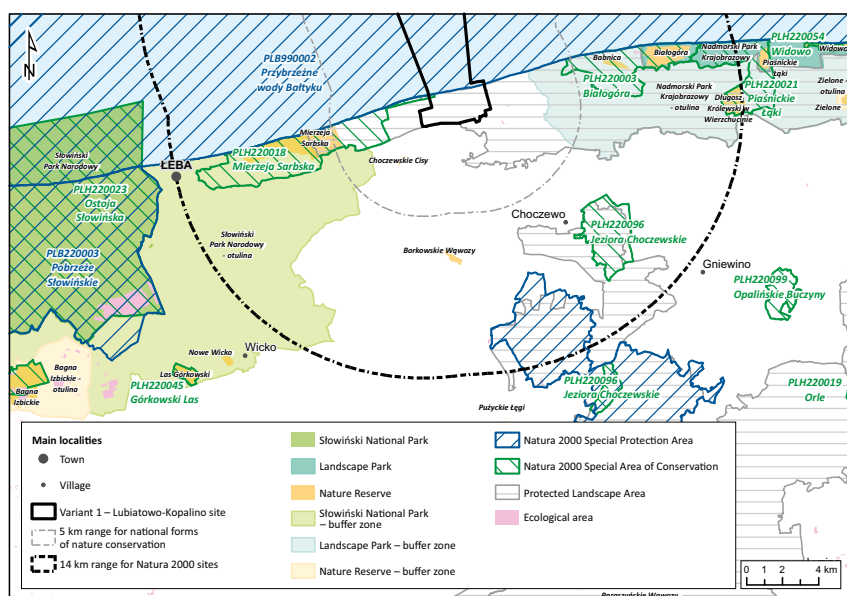 N
PLB990002
Przybrzeżne
wody Bałtyku
PLH220054
Widowo
Widowo
Babnica
Białogóra
Nadmorski Park
Krajobrazowy
Piaśnickie
Łąki
PLH220003
Białogóra
Nadmorski Park
Krajobrazowy
- otulina
Długosz
Królewski w
Wierzchucinie
PLH220021
Piaśnickie
Łąki
Zielone -
otulina
Zielone
Mierzeja
Sarbska
PLH220018
Mierzeja Sarbska
Choczewskie Cisy
Słowiński
Park Narodowy
ŁEBA
PLH220023
Ostoja
Słowińska
PLB220003
Pobrzeże
Słowińskie
Słowiński
Park Narodowy
- otulina
Borkowskie Wąwozy
Choczewo
PLH220096
Jeziora Choczewskie
Gniewino
PLH220099
Opalińskie Buczyny
Nowe Wicko
Wicko
Las Górkowski
PLH220045
Górkowski Las
Bagna
Izbickie -
otulina
Bagna
Izbickie
PLH220096
Jeziora Choczewskie
PLH220019
Orle
Pużyckie Łęgi
Main localities
Town
Village
Variant 1 – Lubiatowo-Kopalino site
5 km range for national forms
of nature conservation
14 km range for Natura 2000 sites
Słowiński National Park
Landscape Park
Nature Reserve
Słowiński National Park
– buffer zone
Landscape Park – buffer zone
Nature Reserve – buffer zone
Natura 2000 Special Protection Area
Natura 2000 Special Area of Conservation
Protected Landscape Area
Ecological area
0 1 2 4 km